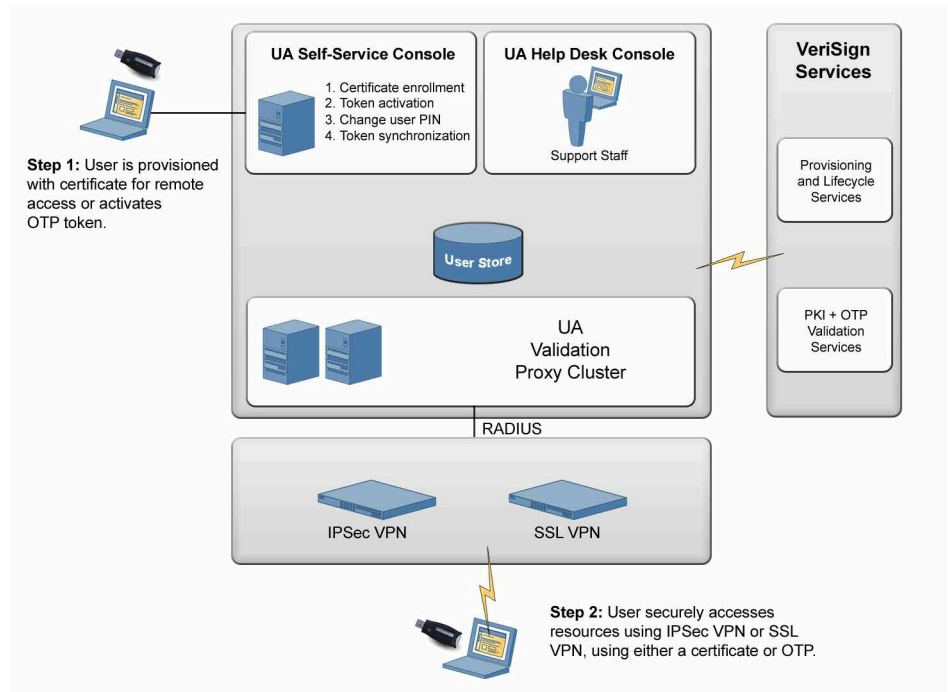 UA Self-Service Console
1. Certificate enrollment
2. Token activation
3. Change user PIN
4. Token synchronization
UA Help Desk Console
Support Staff
VeriSign
Services
Provisioning
and Lifecycle
Services
PKI + OTP
Validation
Services
Step 1: User is provisioned
with certificate for remote
access or activates
OTP token.
User Store
UA
Validation
Proxy Cluster
RADIUS
IPSec VPN
SSL VPN
Step 2: User securely accesses
resources using IPSec VPN or SSL
VPN, using either a certificate or OTP.